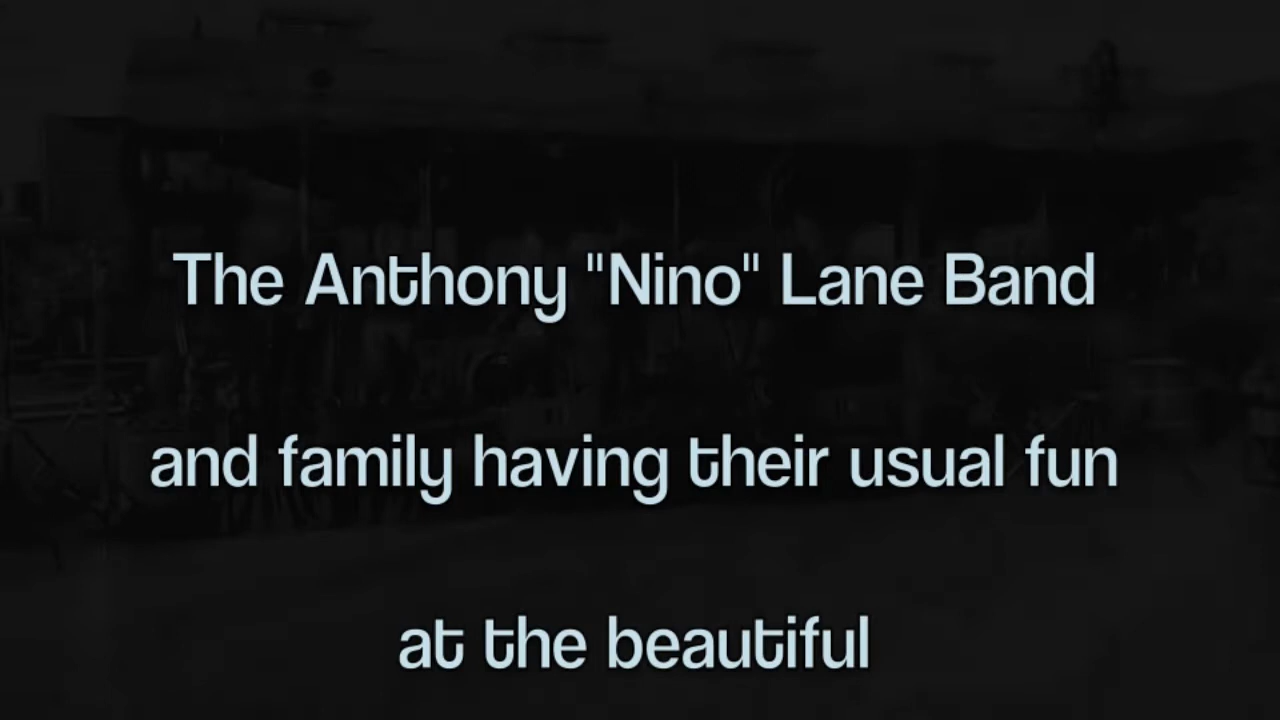 The Anthony "Nino" Lane Band
and family having their usual fun
at the beautiful